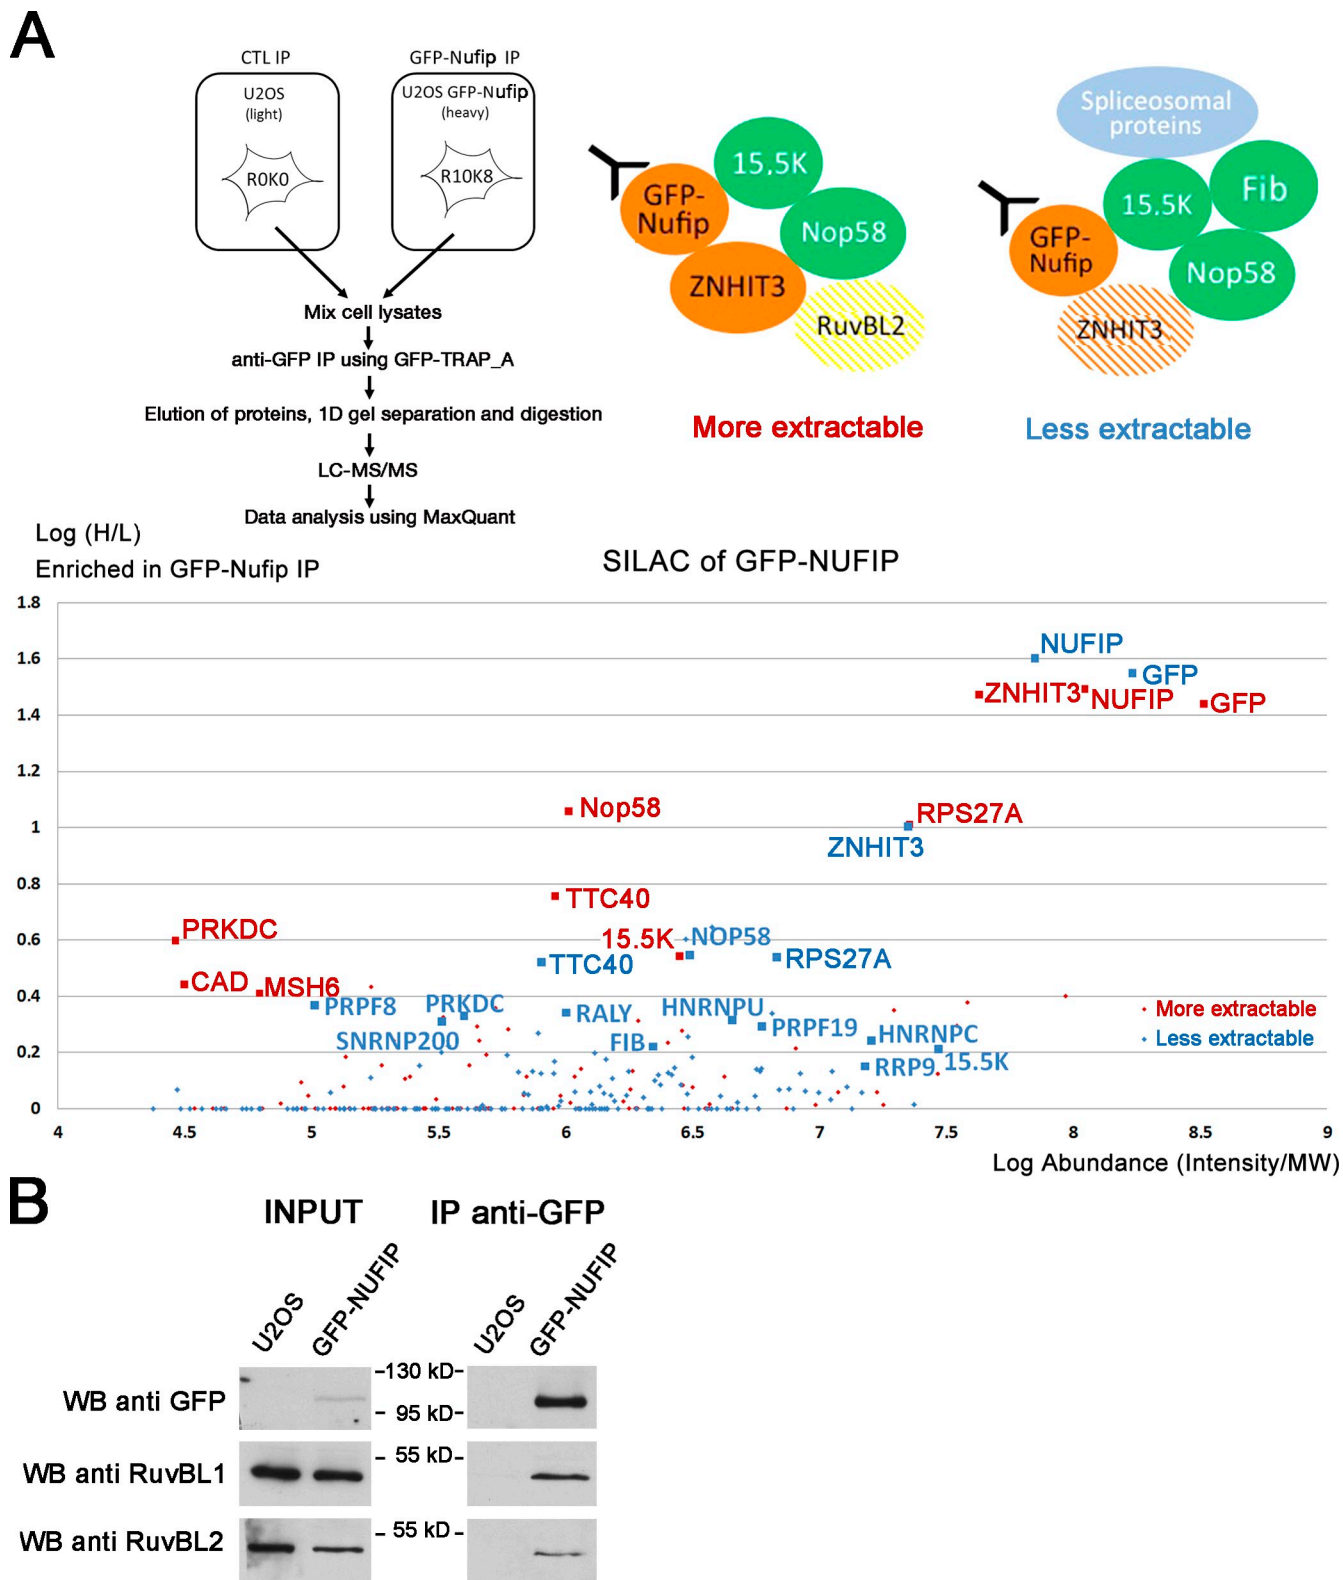 A
CTL IP
GFP-Nufip IP
U2OS
(light)
R0K0
U2OS GFP-Nufip
(heavy)
R10K8
Mix cell lysates
anti-GFP IP using GFP-TRAP_A
Elution of proteins, 1D gel separation and digestion
LC-MS/MS
Data analysis using MaxQuant
GFP-
Nufip
15.5K
Nop58
ZNHIT3
RuvBL2
More extractable
Spliceosomal
proteins
GFP-
Nufip
15.5K
Fib
Nop58
ZNHIT3
Less extractable
Log (H/L)
Enriched in GFP-Nufip IP
SILAC of GFP-NUFIP
1.8
1.6
1.4
1.2
1
0.8
0.6
0.4
0.2
0
NUFIP
GFP
ZNHIT3
NUFIP
GFP
Nop58
RPS27A
ZNHIT3
TTC40
PRKDC
15.5K
NOP58
TTC40
RPS27A
CAD
MSH6
PRPF8
PRKDC
RALY
HNRNPU
SNRNP200
FIB
PRPF19
HNRNPC
RRP9
15.5K
More extractable
Less extractable
4
4.5
5
5.5
6
6.5
7
7.5
8
8.5
9
Log Abundance (Intensity/MW)
B
INPUT
IP anti-GFP
U2OS
GFP-NUFIP
U2OS
GFP-NUFIP
WB anti GFP
-130 kD-
- 95 kD-
WB anti RuvBL1
- 55 kD-
WB anti RuvBL2
- 55 kD -